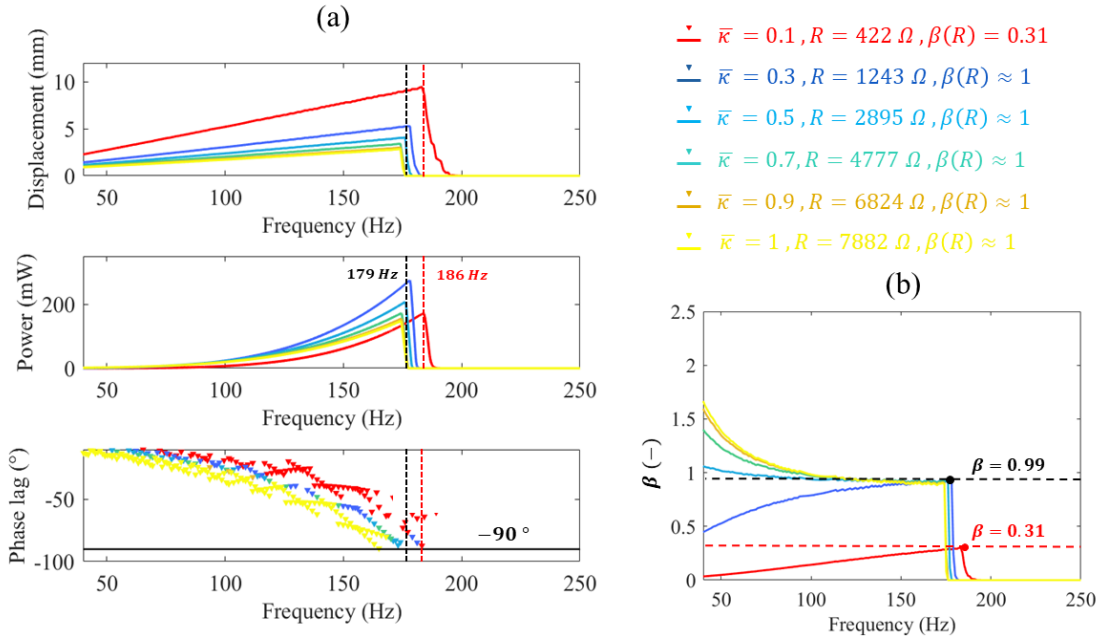 (a)
Displacement (mm)
10
5
0
50
100
150
200
250
Frequency (Hz)
Power (mW)
200
0
179 Hz
186 Hz
50
100
150
200
250
Frequency (Hz)
Phase lag (°)
-50
-100
−90 °
50
100
150
200
250
Frequency (Hz)
κ̅ = 0.1 , R = 422 Ω , β(R) = 0.31
κ̅ = 0.3 , R = 1243 Ω , β(R) ≈ 1
κ̅ = 0.5 , R = 2895 Ω , β(R) ≈ 1
κ̅ = 0.7 , R = 4777 Ω , β(R) ≈ 1
κ̅ = 0.9 , R = 6824 Ω , β(R) ≈ 1
κ̅ = 1 , R = 7882 Ω , β(R) ≈ 1
(b)
β (−)
2.5
2
1.5
1
0.5
0
β = 0.99
β = 0.31
50
100
150
200
250
Frequency (Hz)